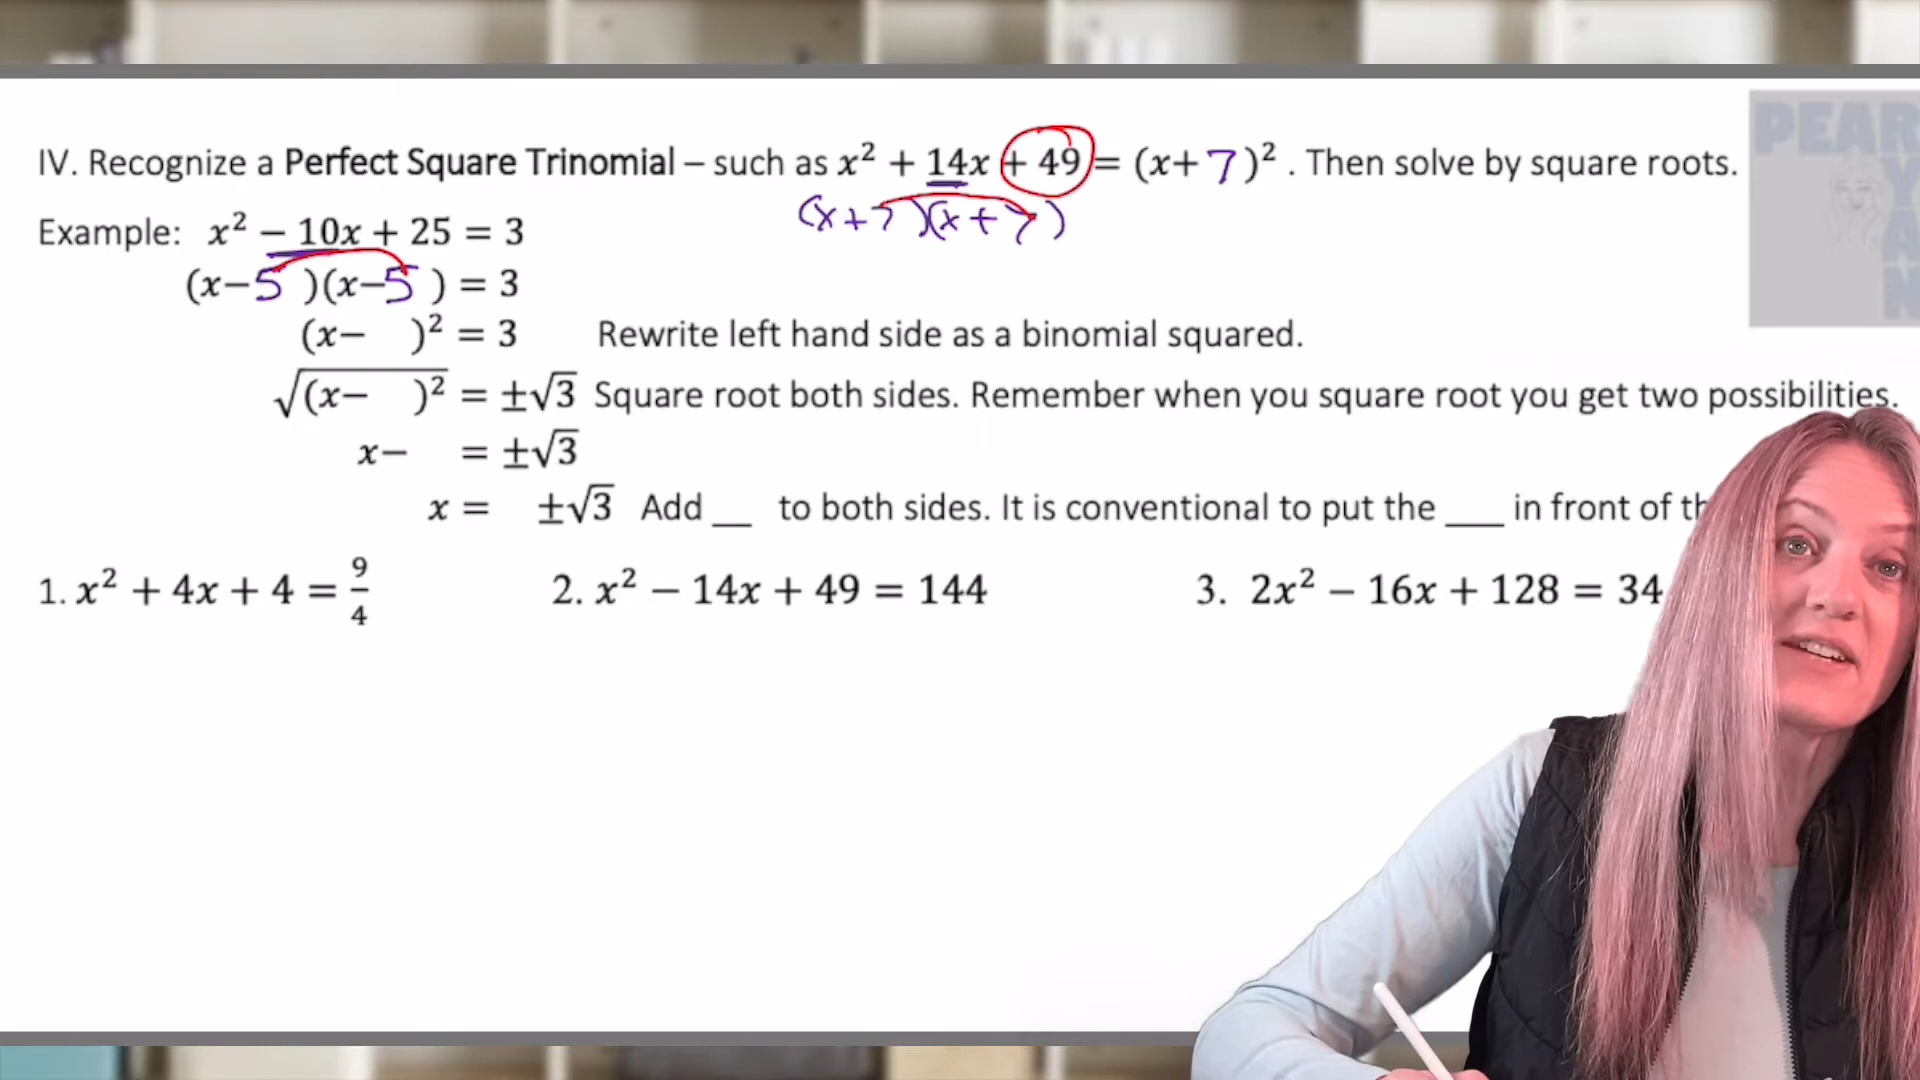 IV. Recognize a Perfect Square Trinomial – such as x² + 14x + 49 = (x+ 7 )² . Then solve by square roots.
(x+7)(x+7)
Example: x² − 10x + 25 = 3
(x−5 )(x−5 ) = 3
(x− )² = 3 Rewrite left hand side as a binomial squared.
√(x− )² = ±√3 Square root both sides. Remember when you square root you get two possibilities.
x− = ±√3
x = ±√3 Add __ to both sides. It is conventional to put the ___ in front of
1. x² + 4x + 4 = 9/4 2. x² − 14x + 49 = 144 3. 2x² − 16x + 128 = 34
PEAR
YAN